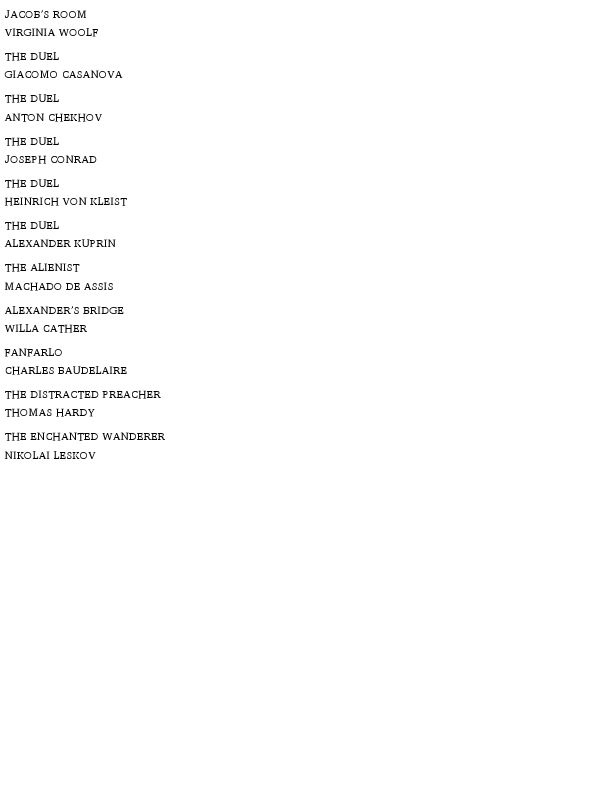 JACOB’S ROOM
VIRGINIA WOOLF
THE DUEL
GIACOMO CASANOVA
THE DUEL
ANTON CHEKHOV
THE DUEL
JOSEPH CONRAD
THE DUEL
HEINRICH VON KLEIST
THE DUEL
ALEXANDER KUPRIN
THE ALIENIST
MACHADO DE ASSIS
ALEXANDER’S BRIDGE
WILLA CATHER
FANFARLO
CHARLES BAUDELAIRE
THE DISTRACTED PREACHER
THOMAS HARDY
THE ENCHANTED WANDERER
NIKOLAI LESKOV